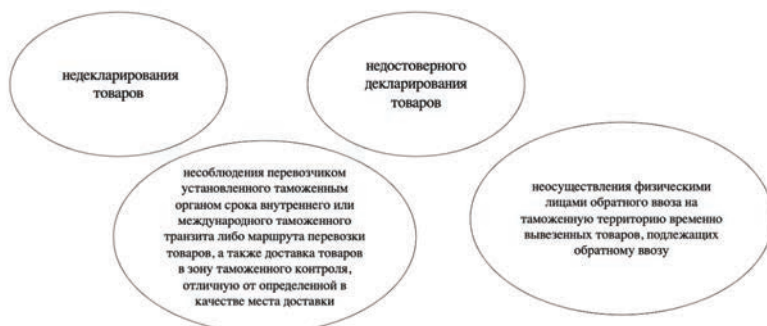 недекларирования
товаров
недостоверного
декларирования
товаров
несоблюдения перевозчиком
установленного таможенным
органом срока внутреннего или
международного таможенного
транзита либо маршрута перевозки
товаров, а также доставка товаров
в зону таможенного контроля,
отличную от определенной в
качестве места доставки
неосуществления физическими
лицами обратного ввоза на
таможенную территорию временно
вывезенных товаров, подлежащих
обратному ввозу